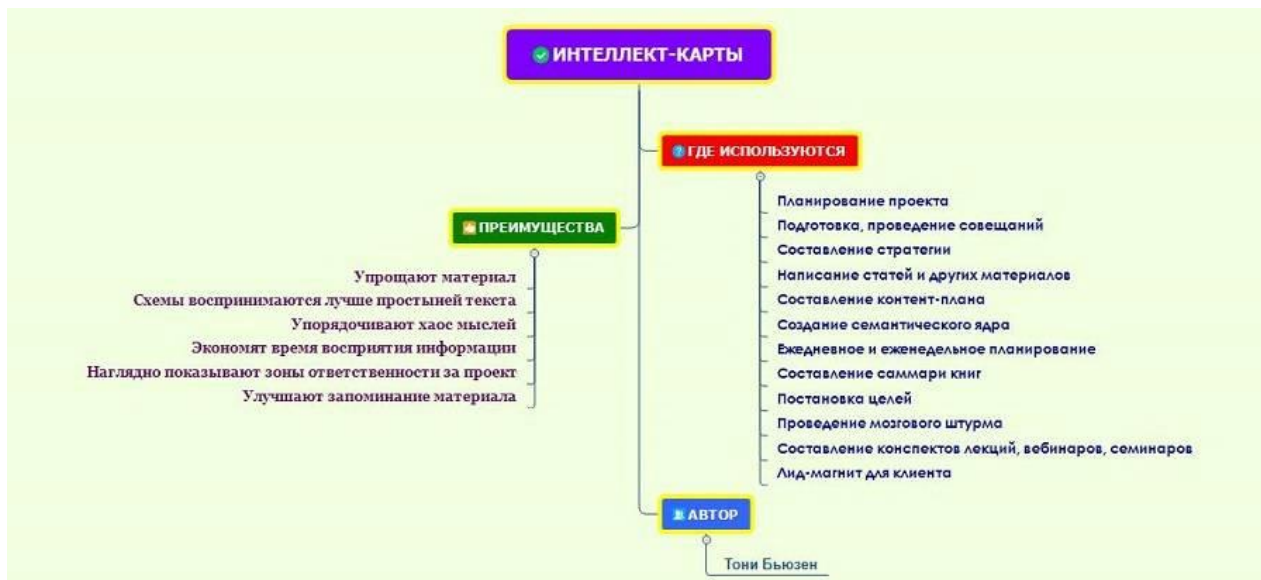 ИНТЕЛЛЕКТ-КАРТЫ
ГДЕ ИСПОЛЬЗУЮТСЯ
Планирование проекта
Подготовка, проведение совещаний
Составление стратегии
Написание статей и других материалов
Составление контент-плана
Создание семантического ядра
Ежедневное и еженедельное планирование
Составление саммари книг
Постановка целей
Проведение мозгового штурма
Составление конспектов лекций, вебинаров, семинаров
Лид-магнит для клиента
ПРЕИМУЩЕСТВА
Упрощают материал
Схемы воспринимаются лучше простыней текста
Упорядочивают хаос мыслей
Экономят время восприятия информации
Наглядно показывают зоны ответственности за проект
Улучшают запоминание материала
АВТОР
Тони Бьюзен